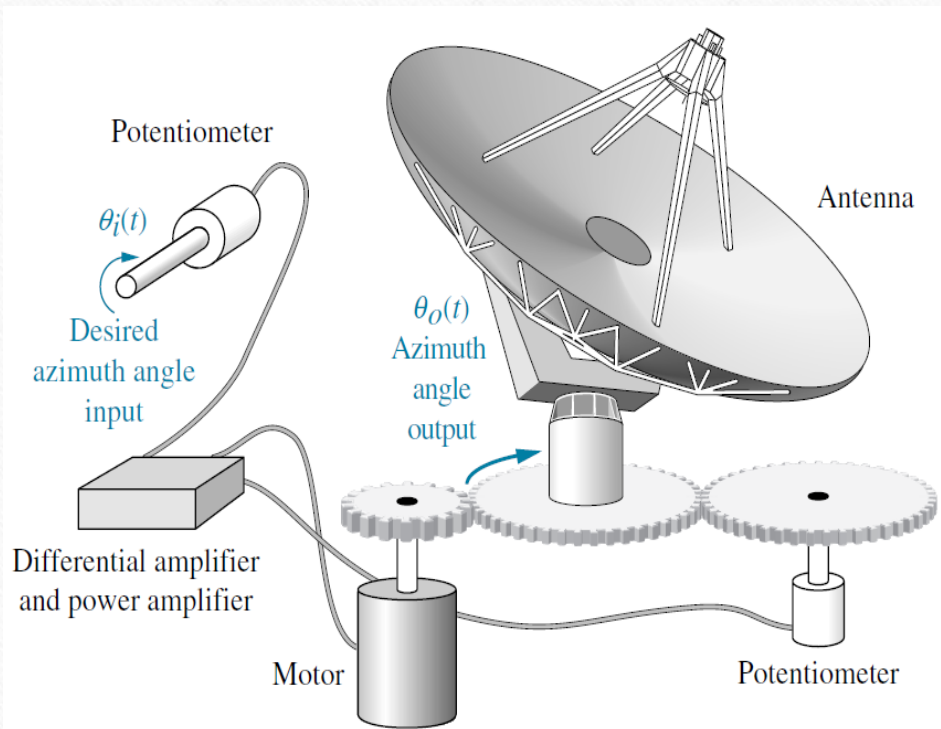 Potentiometer
θi(t)
Desired
azimuth angle
input
Antenna
θo(t)
Azimuth
angle
output
Differential amplifier
and power amplifier
Motor
Potentiometer